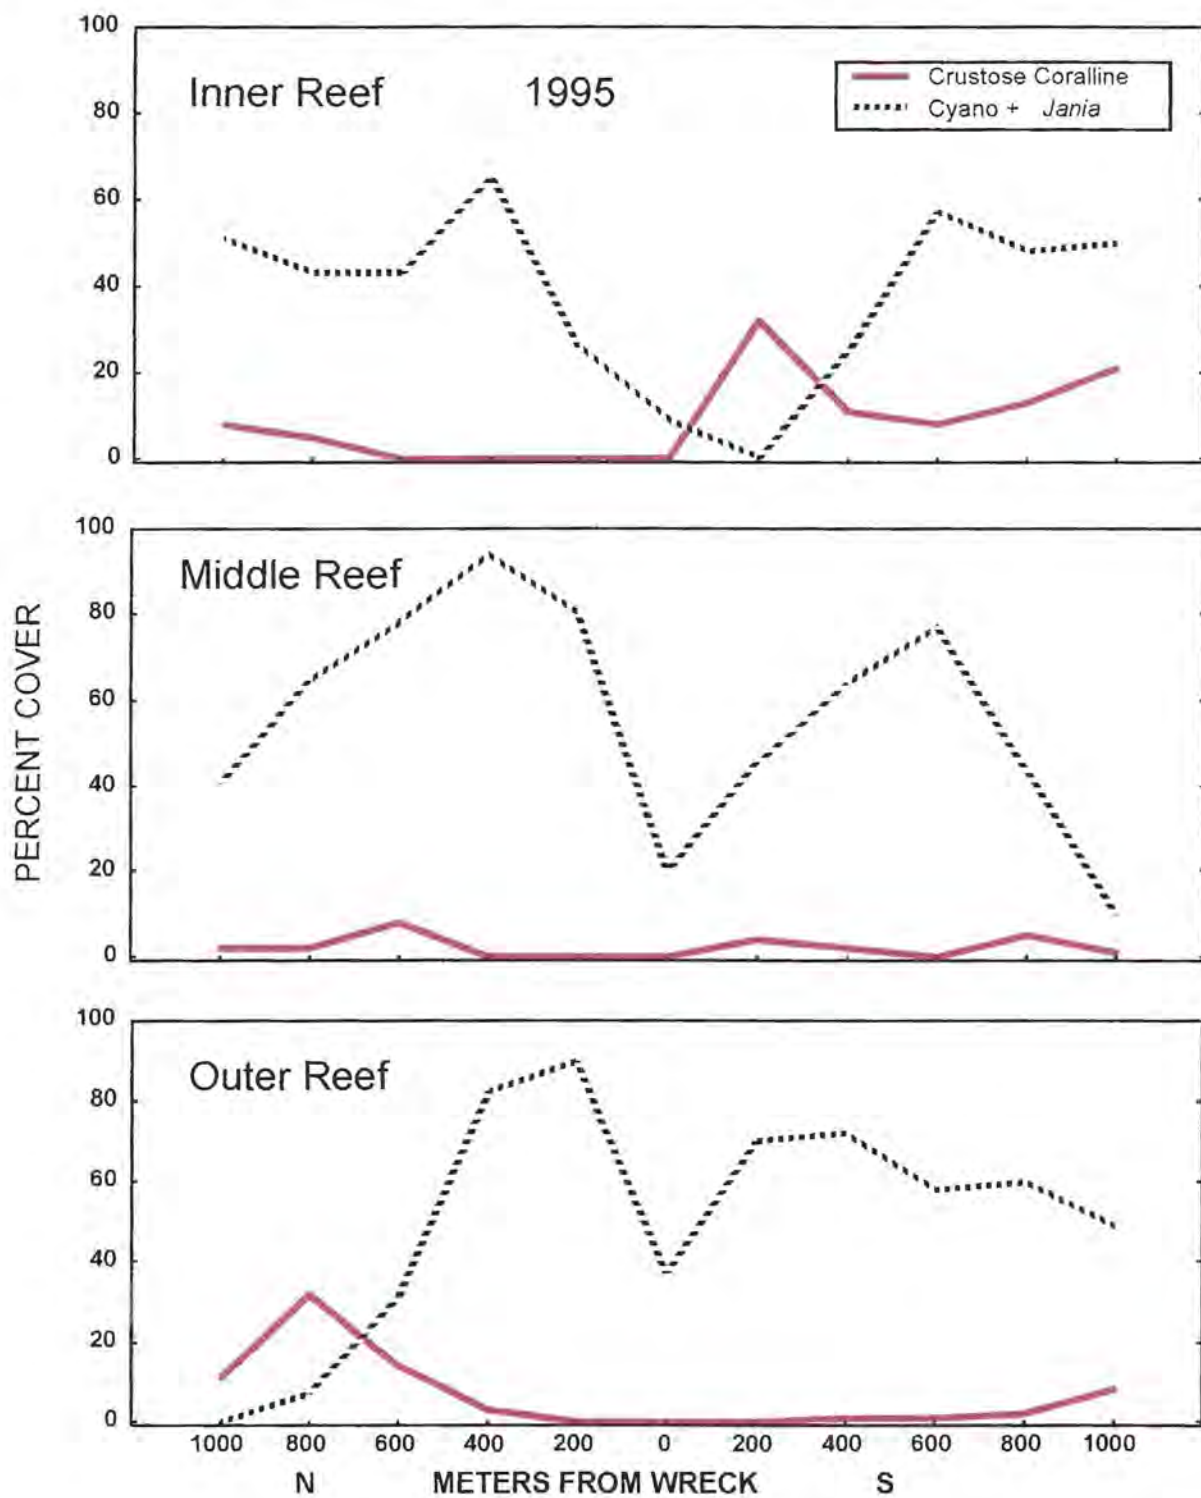 100
Inner Reef 1995
Crustose Coralline
Cyano + Jania
80
60
40
20
0
100
Middle Reef
80
60
40
20
0
PERCENT COVER
100
Outer Reef
80
60
40
20
0
1000 800 600 400 200 0 200 400 600 800 1000
N METERS FROM WRECK S